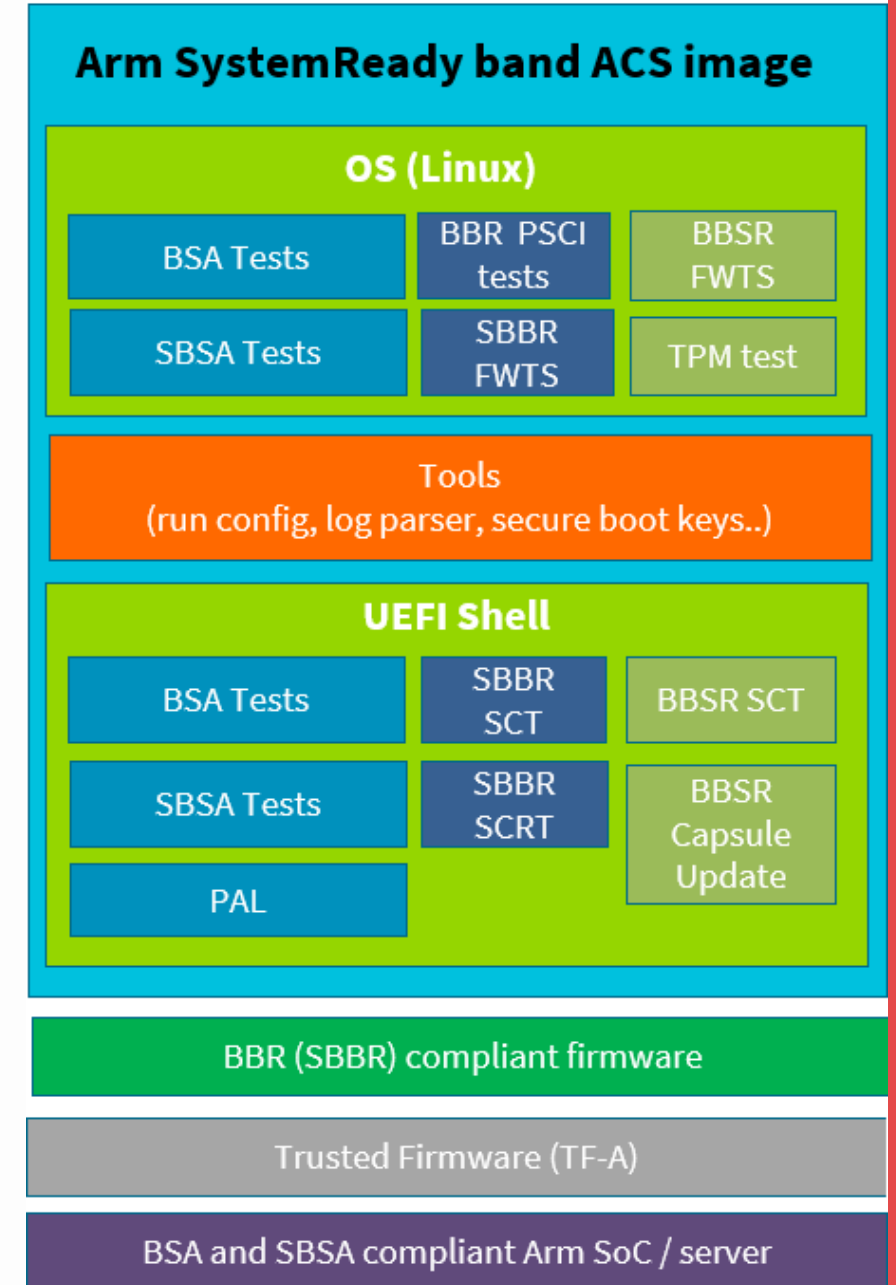 Arm SystemReady band ACS image
OS (Linux)
BSA Tests
BBR PSCI
tests
BBSR
FWTS
SBSA Tests
SBBR
FWTS
TPM test
Tools
(run config, log parser, secure boot keys..)
UEFI Shell
BSA Tests
SBBR
SCT
BBSR SCT
SBSA Tests
SBBR
SCRT
BBSR
Capsule
Update
PAL
BBR (SBBR) compliant firmware
Trusted Firmware (TF-A)
BSA and SBSA compliant Arm SoC / server